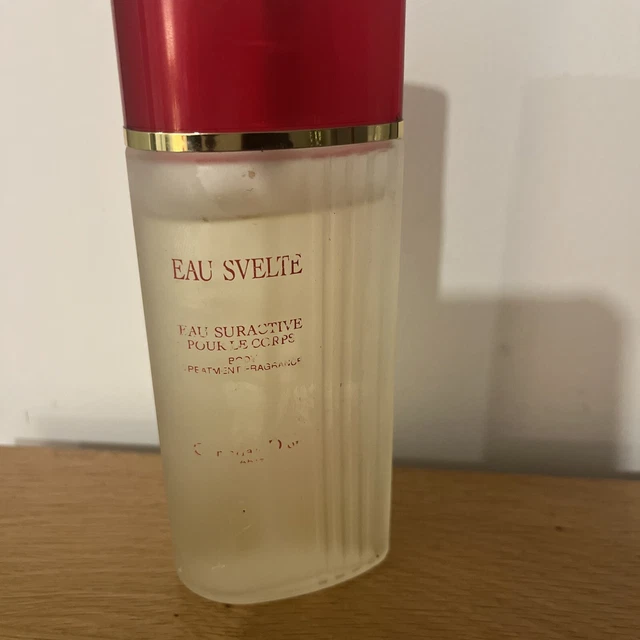 EAU SVELTE
EAU SURACTIVE
POUR LE CORPS
BODY
TREATMENT FRAGRANCE